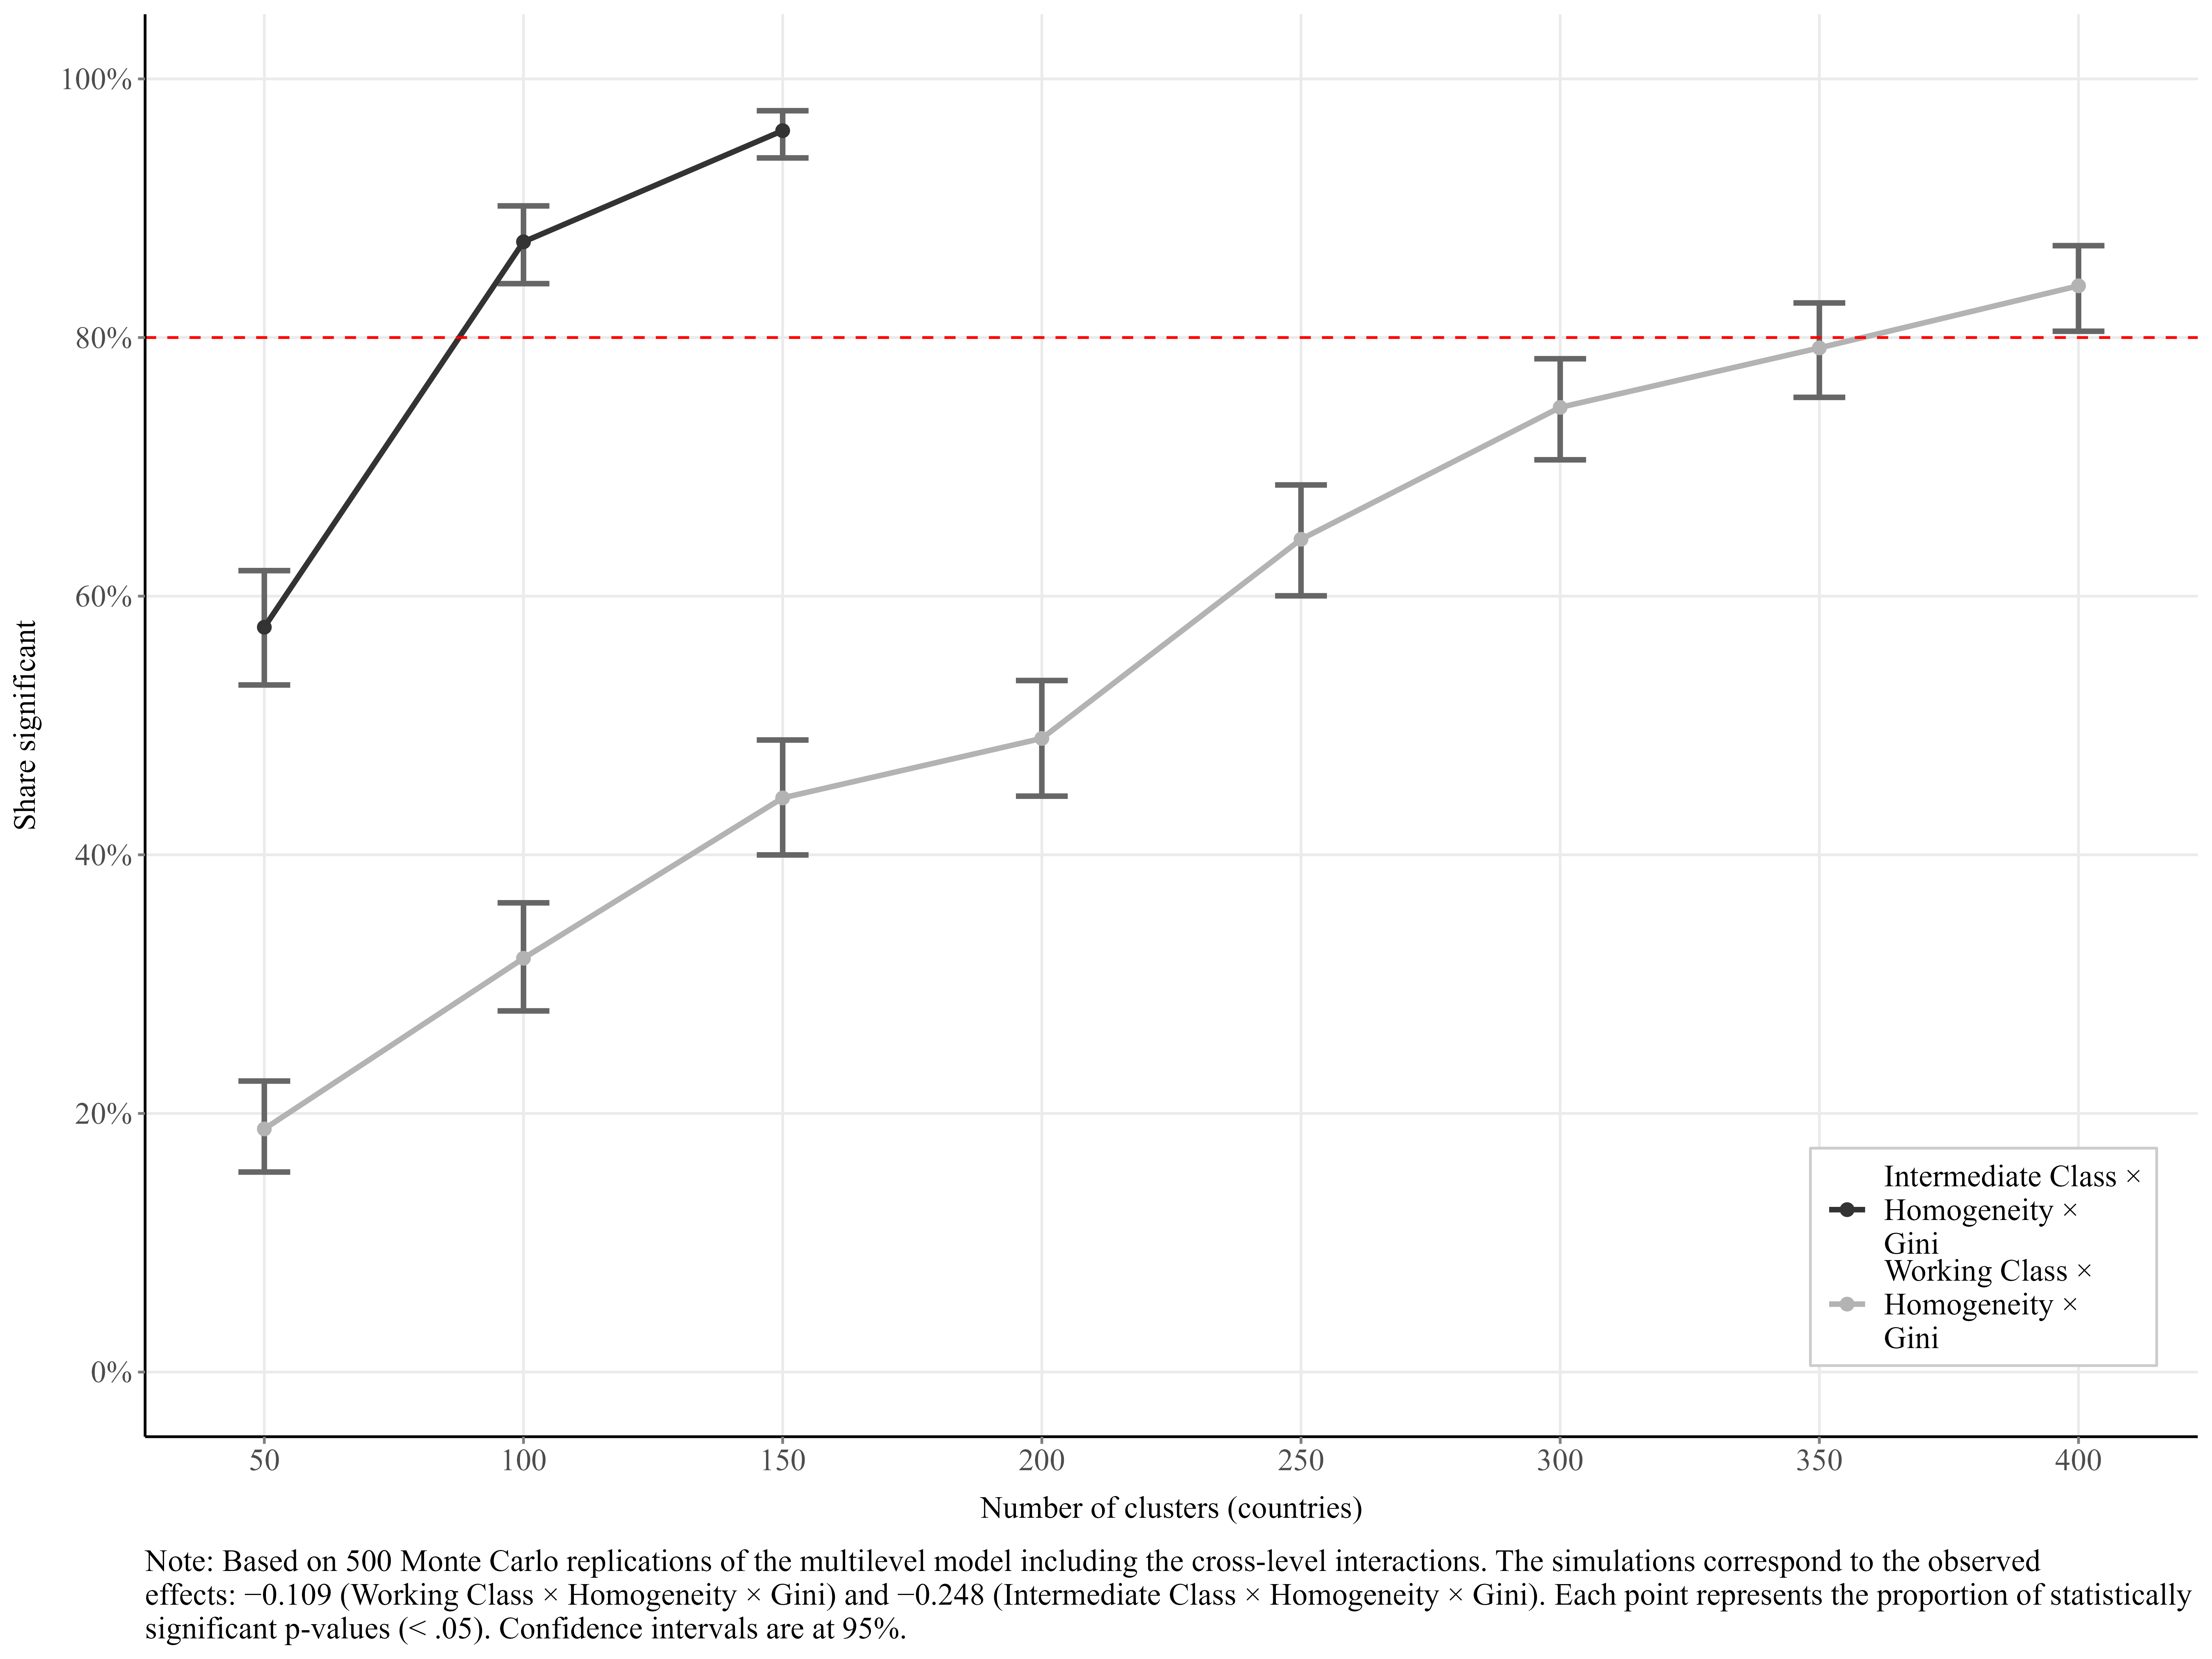 100%
80%
60%
40%
20%
0%
Share significant
50 100 150 200 250 300 350 400
Number of clusters (countries)
Intermediate Class ×
Homogeneity ×
Gini
Working Class ×
Homogeneity ×
Gini
Note: Based on 500 Monte Carlo replications of the multilevel model including the cross-level interactions. The simulations correspond to the observed
effects: −0.109 (Working Class × Homogeneity × Gini) and −0.248 (Intermediate Class × Homogeneity × Gini). Each point represents the proportion of statistically
significant p-values (< .05). Confidence intervals are at 95%.